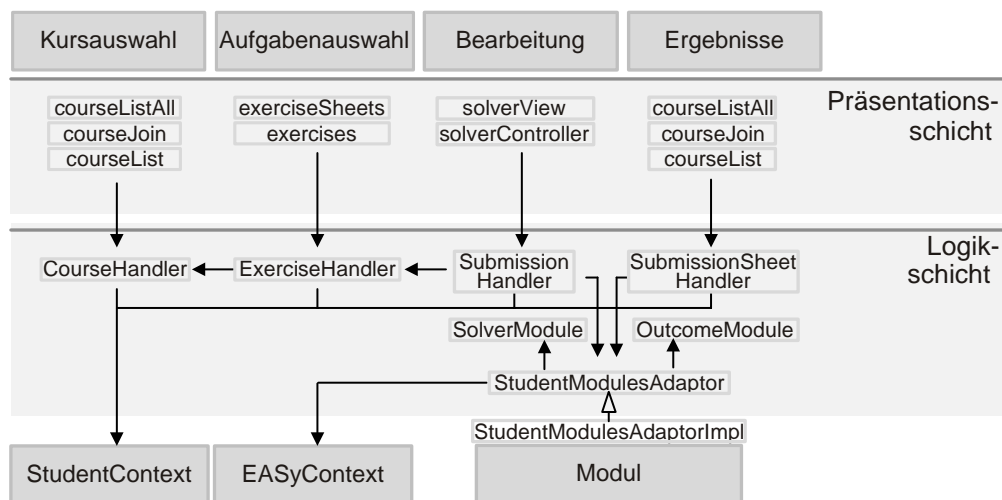 Kursauswahl
Aufgabenauswahl
Bearbeitung
Ergebnisse
Präsentations-
schicht
courseListAll
courseJoin
courseList
exerciseSheets
exercises
solverView
solverController
courseListAll
courseJoin
courseList
Logik-
schicht
CourseHandler
ExerciseHandler
Submission
Handler
SubmissionSheet
Handler
SolverModule
OutcomeModule
StudentModulesAdaptor
StudentModulesAdaptorImpl
StudentContext
EASyContext
Modul